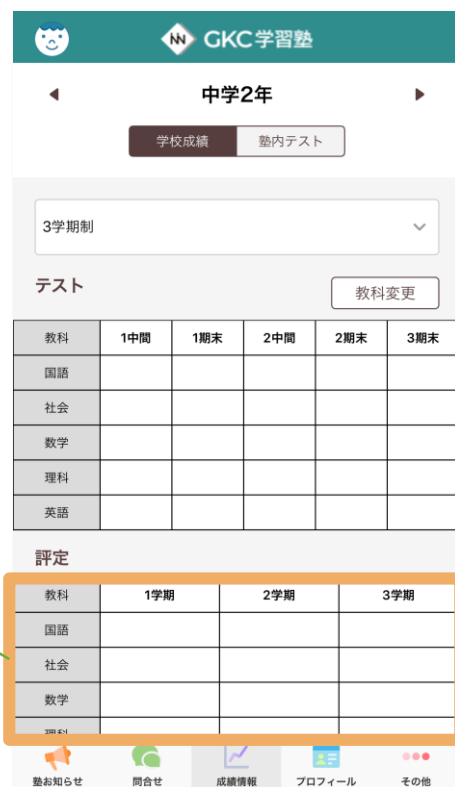 GKC学習塾
中学2年
学校成績 塾内テスト
3学期制
テスト 教科変更
教科 1中間 1期末 2中間 2期末 3期末
国語
社会
数学
理科
英語
評定
教科 1学期 2学期 3学期
国語
社会
数学
理科
塾お知らせ 問合せ 成績情報 プロフィール その他